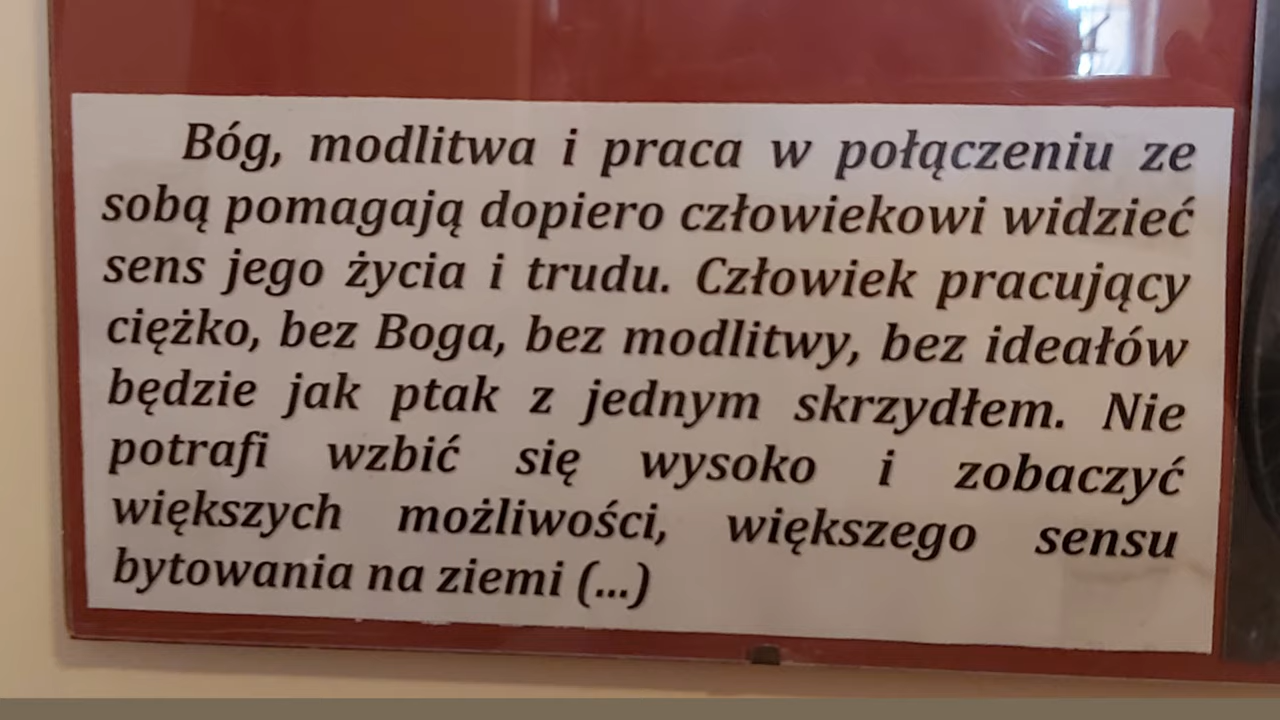 Bóg, modlitwa i praca w połączeniu ze
sobą pomagają dopiero człowiekowi widzieć
sens jego życia i trudu. Człowiek pracujący
ciężko, bez Boga, bez modlitwy, bez ideałów
będzie jak ptak z jednym skrzydłem. Nie
potrafi wzbić się wysoko i zobaczyć
większych możliwości, większego sensu
bytowania na ziemi (...)